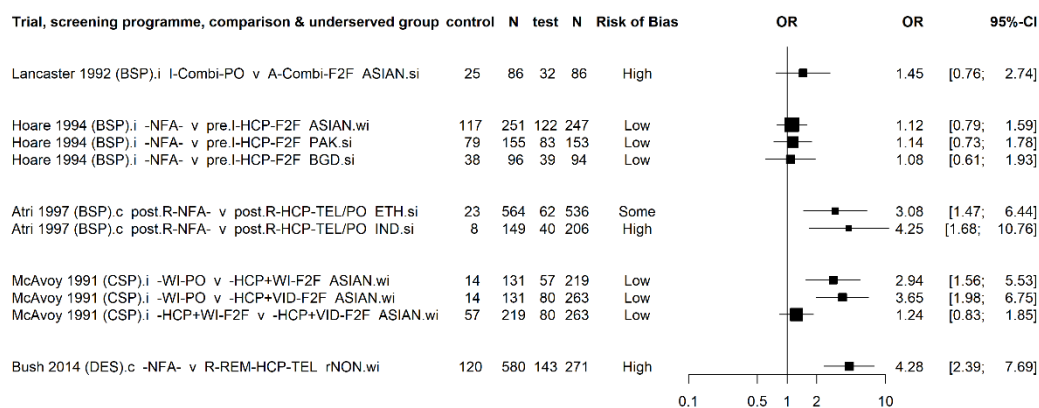 Trial, screening programme, comparison & underserved group control N test N Risk of Bias OR OR 95%-CI
Lancaster 1992 (BSP).i I-Combi-PO v A-Combi-F2F ASIAN.si 25 86 32 86 High 1.45 [0.76; 2.74]
Hoare 1994 (BSP).i -NFA- v pre.I-HCP-F2F ASIAN.wi 117 251 122 247 Low 1.12 [0.79; 1.59]
Hoare 1994 (BSP).i -NFA- v pre.I-HCP-F2F PAK.si 79 155 83 153 Low 1.14 [0.73; 1.78]
Hoare 1994 (BSP).i -NFA- v pre.I-HCP-F2F BGD.si 38 96 39 94 Low 1.08 [0.61; 1.93]
Atri 1997 (BSP).c post.R-NFA- v post.R-HCP-TEL/PO ETH.si 23 564 62 536 Some 3.08 [1.47; 6.44]
Atri 1997 (BSP).c post.R-NFA- v post.R-HCP-TEL/PO IND.si 8 149 40 206 High 4.25 [1.68; 10.76]
McAvoy 1991 (CSP).i -WI-PO v -HCP+WI-F2F ASIAN.wi 14 131 57 219 Low 2.94 [1.56; 5.53]
McAvoy 1991 (CSP).i -WI-PO v -HCP+VID-F2F ASIAN.wi 14 131 80 263 Low 3.65 [1.98; 6.75]
McAvoy 1991 (CSP).i -HCP+WI-F2F v -HCP+VID-F2F ASIAN.wi 57 219 80 263 Low 1.24 [0.83; 1.85]
Bush 2014 (DES).c -NFA- v R-REM-HCP-TEL rNON.wi 120 580 143 271 High 4.28 [2.39; 7.69]
0.1 1 2 10